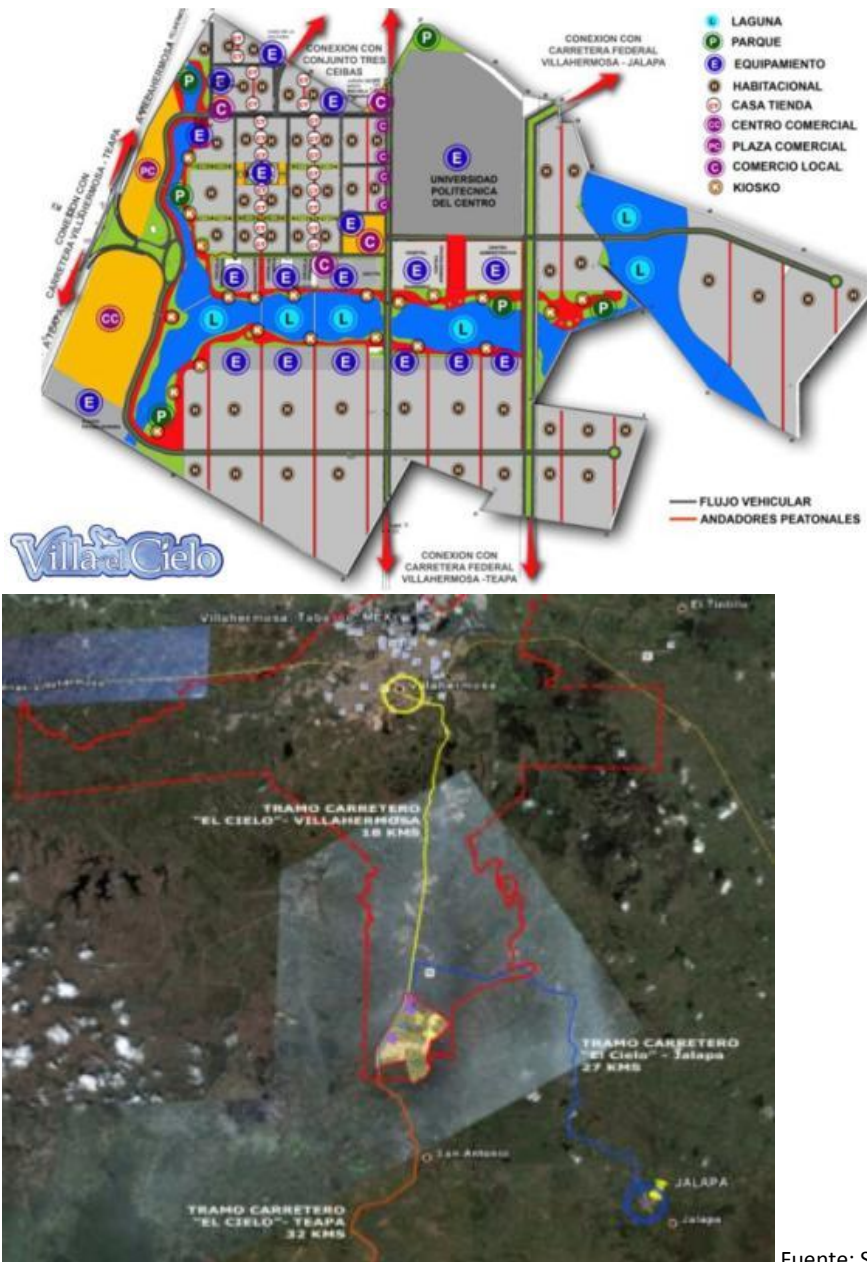 LAGUNA
PARQUE
EQUIPAMIENTO
HABITACIONAL
CASA TIENDA
CENTRO COMERCIAL
PLAZA COMERCIAL
COMERCIO LOCAL
KIOSKO
CONEXION CON
CONJUNTO TRES
CEIBAS
CONEXION CON
CARRETERA FEDERAL
VILLAHERMOSA - JALAPA
A VILLAHERMOSA
CONEXION CON
CARRETERA VILLAHERMOSA - TEAPA
A TEAPA
UNIVERSIDAD
POLITECNICA
DEL CENTRO
FLUJO VEHICULAR
ANDADORES PEATONALES
CONEXION CON
CARRETERA FEDERAL
VILLAHERMOSA -TEAPA
Villa el Cielo
Villahermosa
TRAMO CARRETERO
"EL CIELO"- VILLAHERMOSA
18 KMS
TRAMO CARRETERO
"El Cielo" - Jalapa
27 KMS
San Antonio
TRAMO CARRETERO
"EL CIELO"- TEAPA
32 KMS
JALAPA
Jalapa
Fuente: S